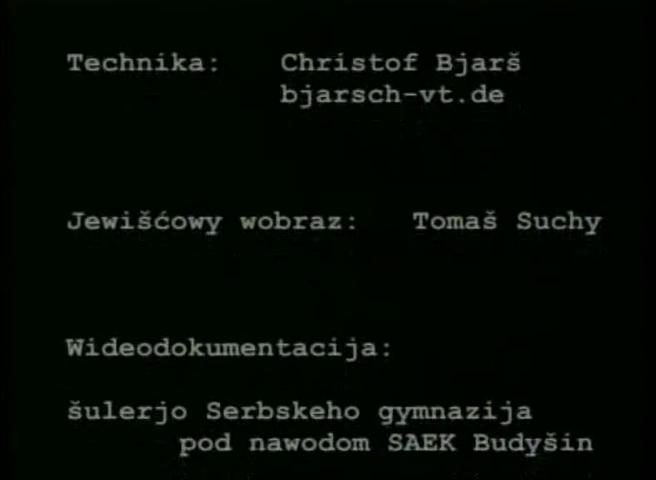 Technika: Christof Bjarš
bjarsch-vt.de
Jewišćowy wobraz: Tomaš Suchy
Wideodokumentacija:
šulerjo Serbskeho gymnazija
pod nawodom SAEK Budyšin